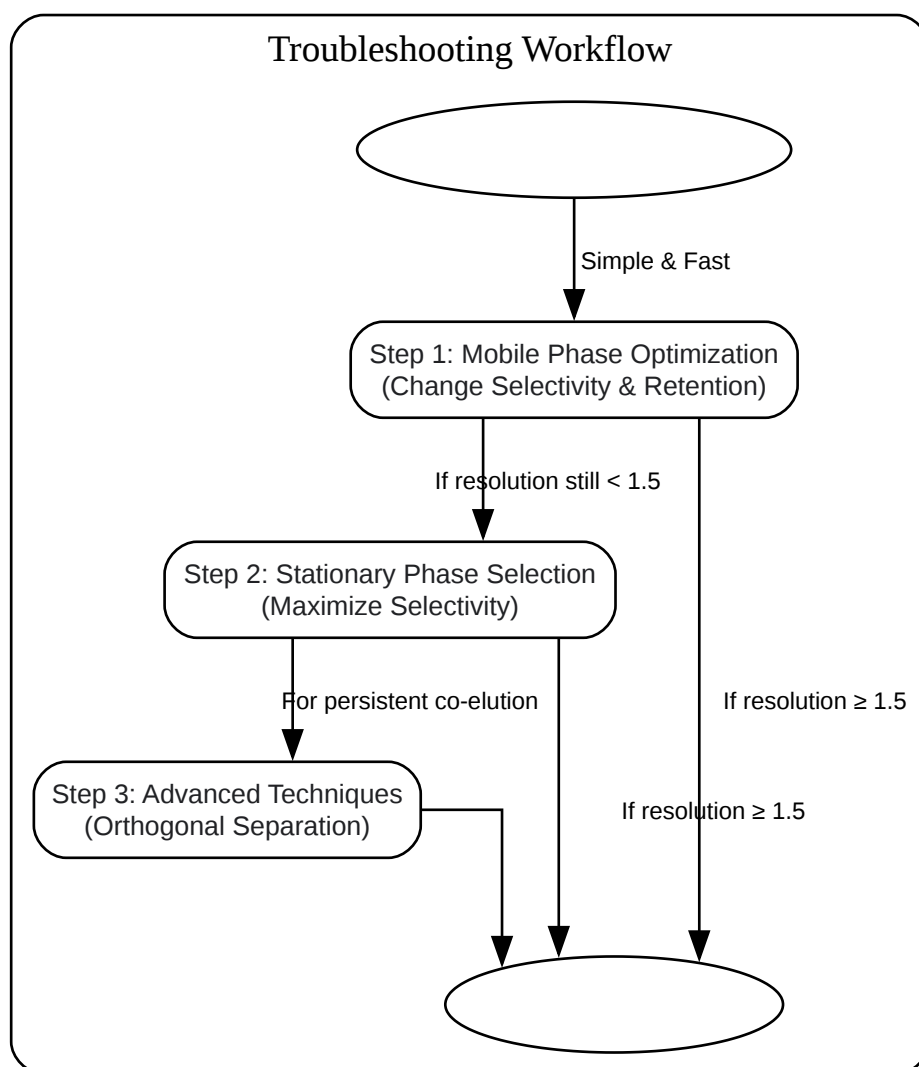 Troubleshooting Workflow
Simple & Fast
Step 1: Mobile Phase Optimization
(Change Selectivity & Retention)
If resolution still < 1.5
Step 2: Stationary Phase Selection
(Maximize Selectivity)
For persistent co-elution
If resolution ≥ 1.5
Step 3: Advanced Techniques
(Orthogonal Separation)
If resolution ≥ 1.5